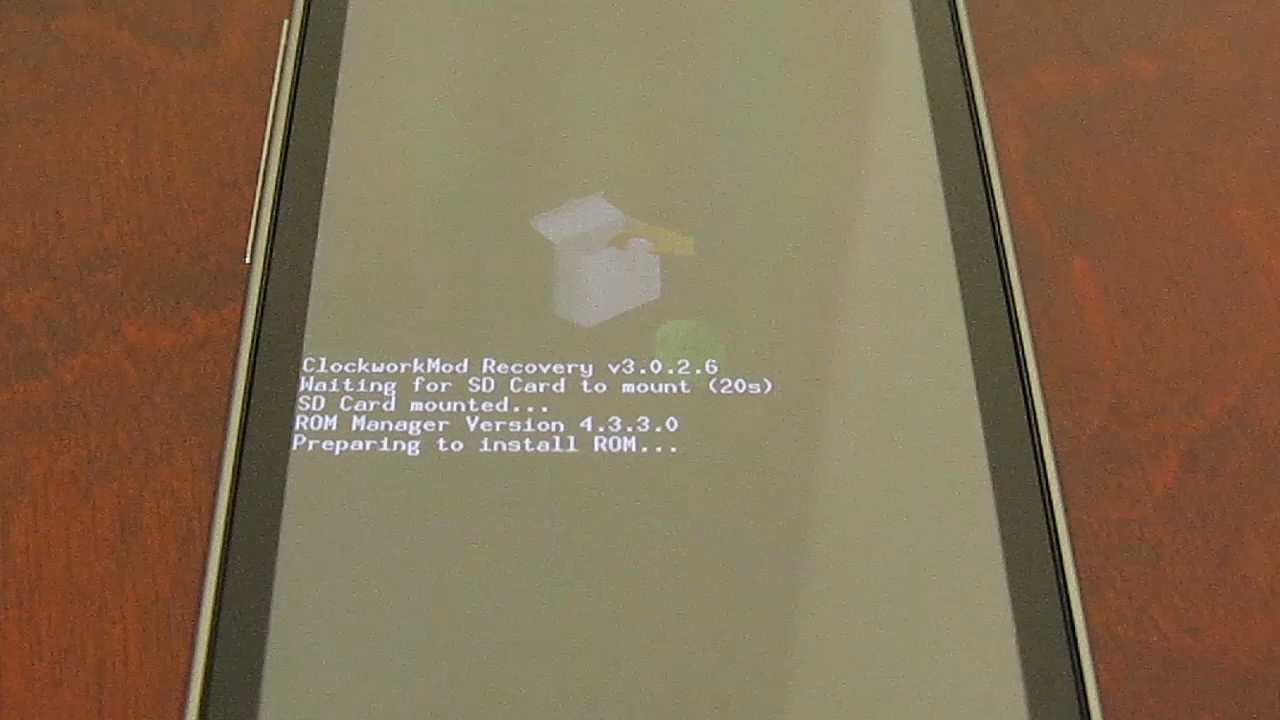 ClockworkMod Recovery v3.0.2.6
Waiting for SD Card to mount (20s)
SD Card mounted...
ROM Manager Version 4.3.3.0
Preparing to install ROM...